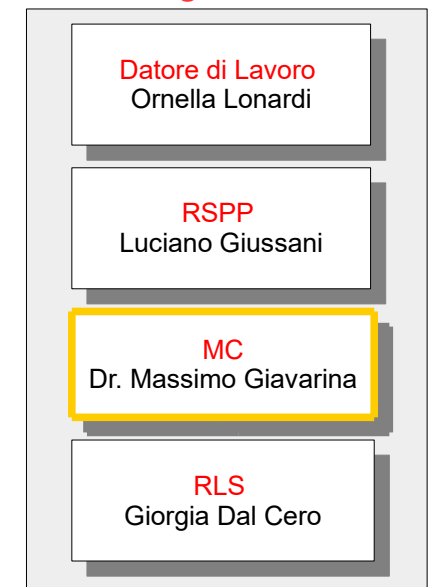 Datore di Lavoro
Ornella Lonardi
RSPP
Luciano Giussani
MC
Dr. Massimo Giavarina
RLS
Giorgia Dal Cero